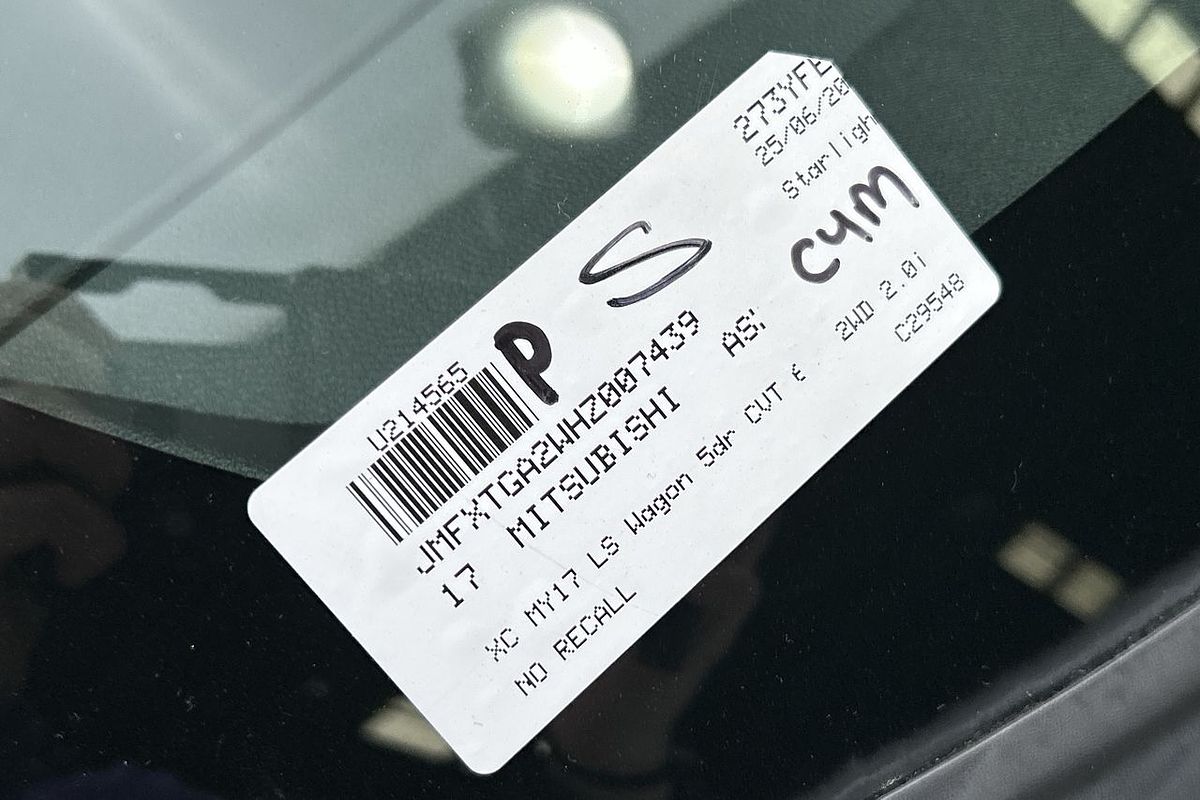 273YFE
25/06/20
Starligh
U214565
P
S
C4M
JMFXTGA2WHZ007439
17 MITSUBISHI AS
XC MY17 LS Wagon 5dr CVT 2WD 2.0i
NO RECALL C29548